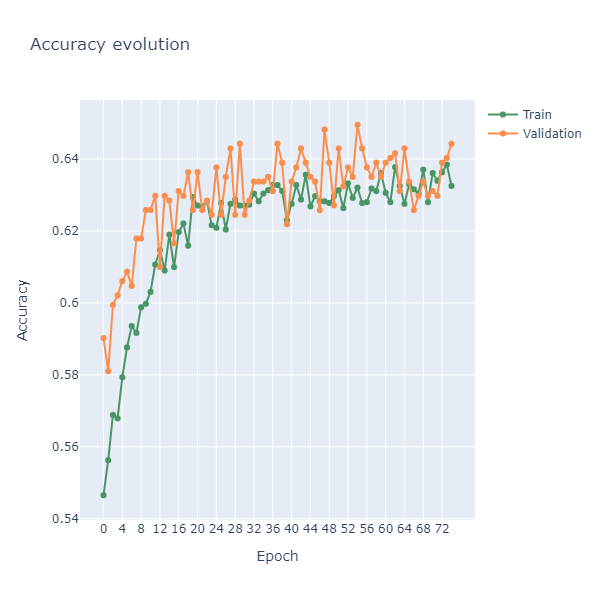 Accuracy evolution
Train
Validation
0.64
0.62
0.6
0.58
0.56
0.54
Accuracy
0 4 8 12 16 20 24 28 32 36 40 44 48 52 56 60 64 68 72
Epoch